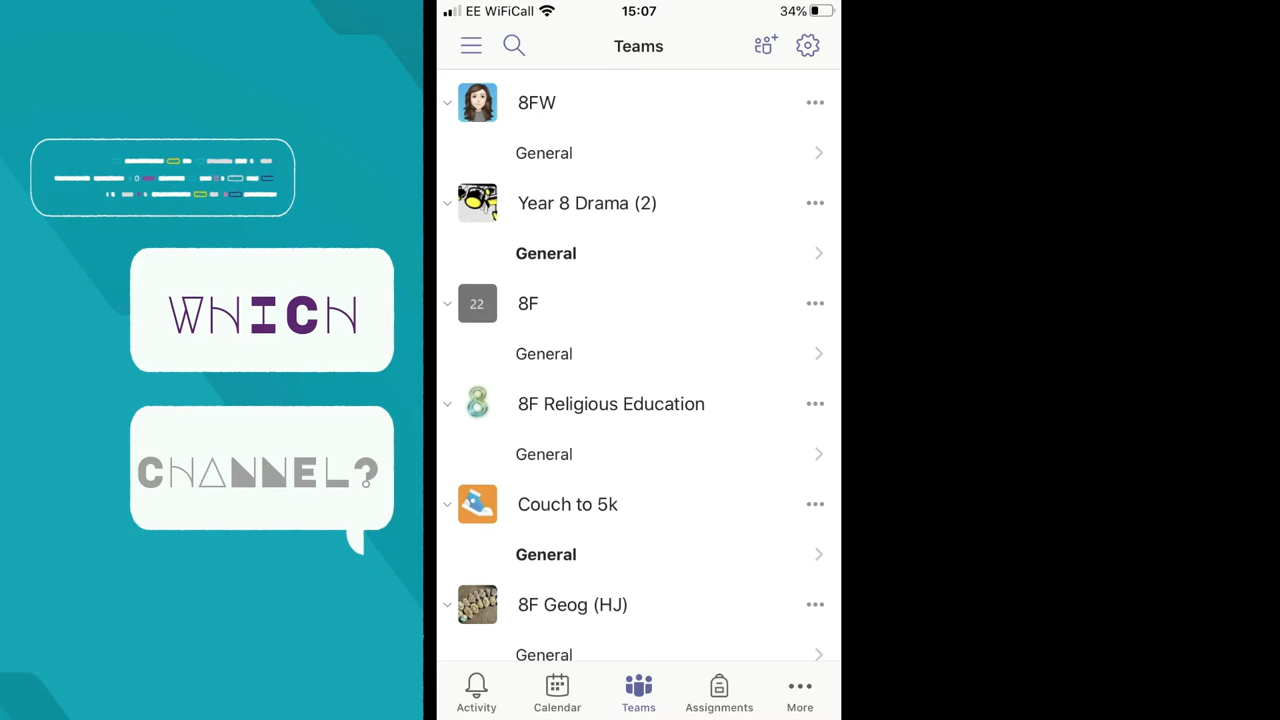 WHICH
CHANNEL?
EE WiFiCall 15:07 34%
Teams
8FW
General
Year 8 Drama (2)
General
22 8F
General
8F Religious Education
General
Couch to 5k
General
8F Geog (HJ)
General
Activity Calendar Teams Assignments More